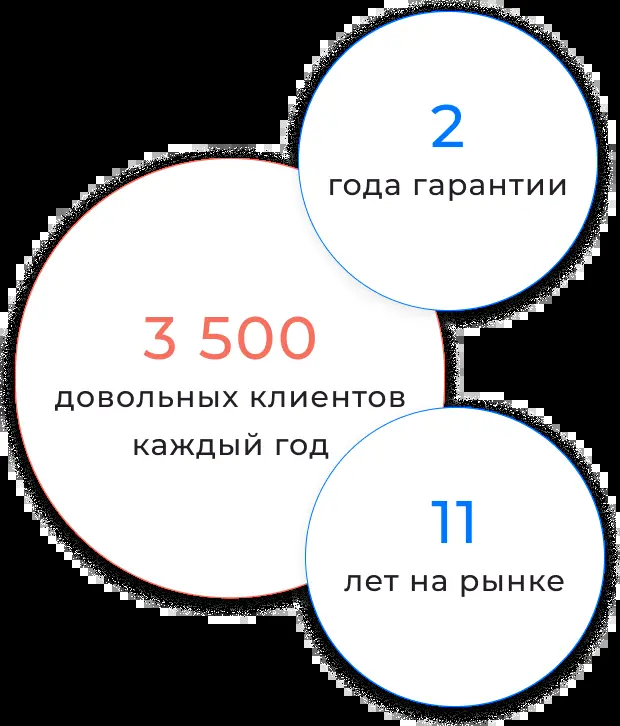 2
года гарантии
3 500
довольных клиентов
каждый год
11
лет на рынке